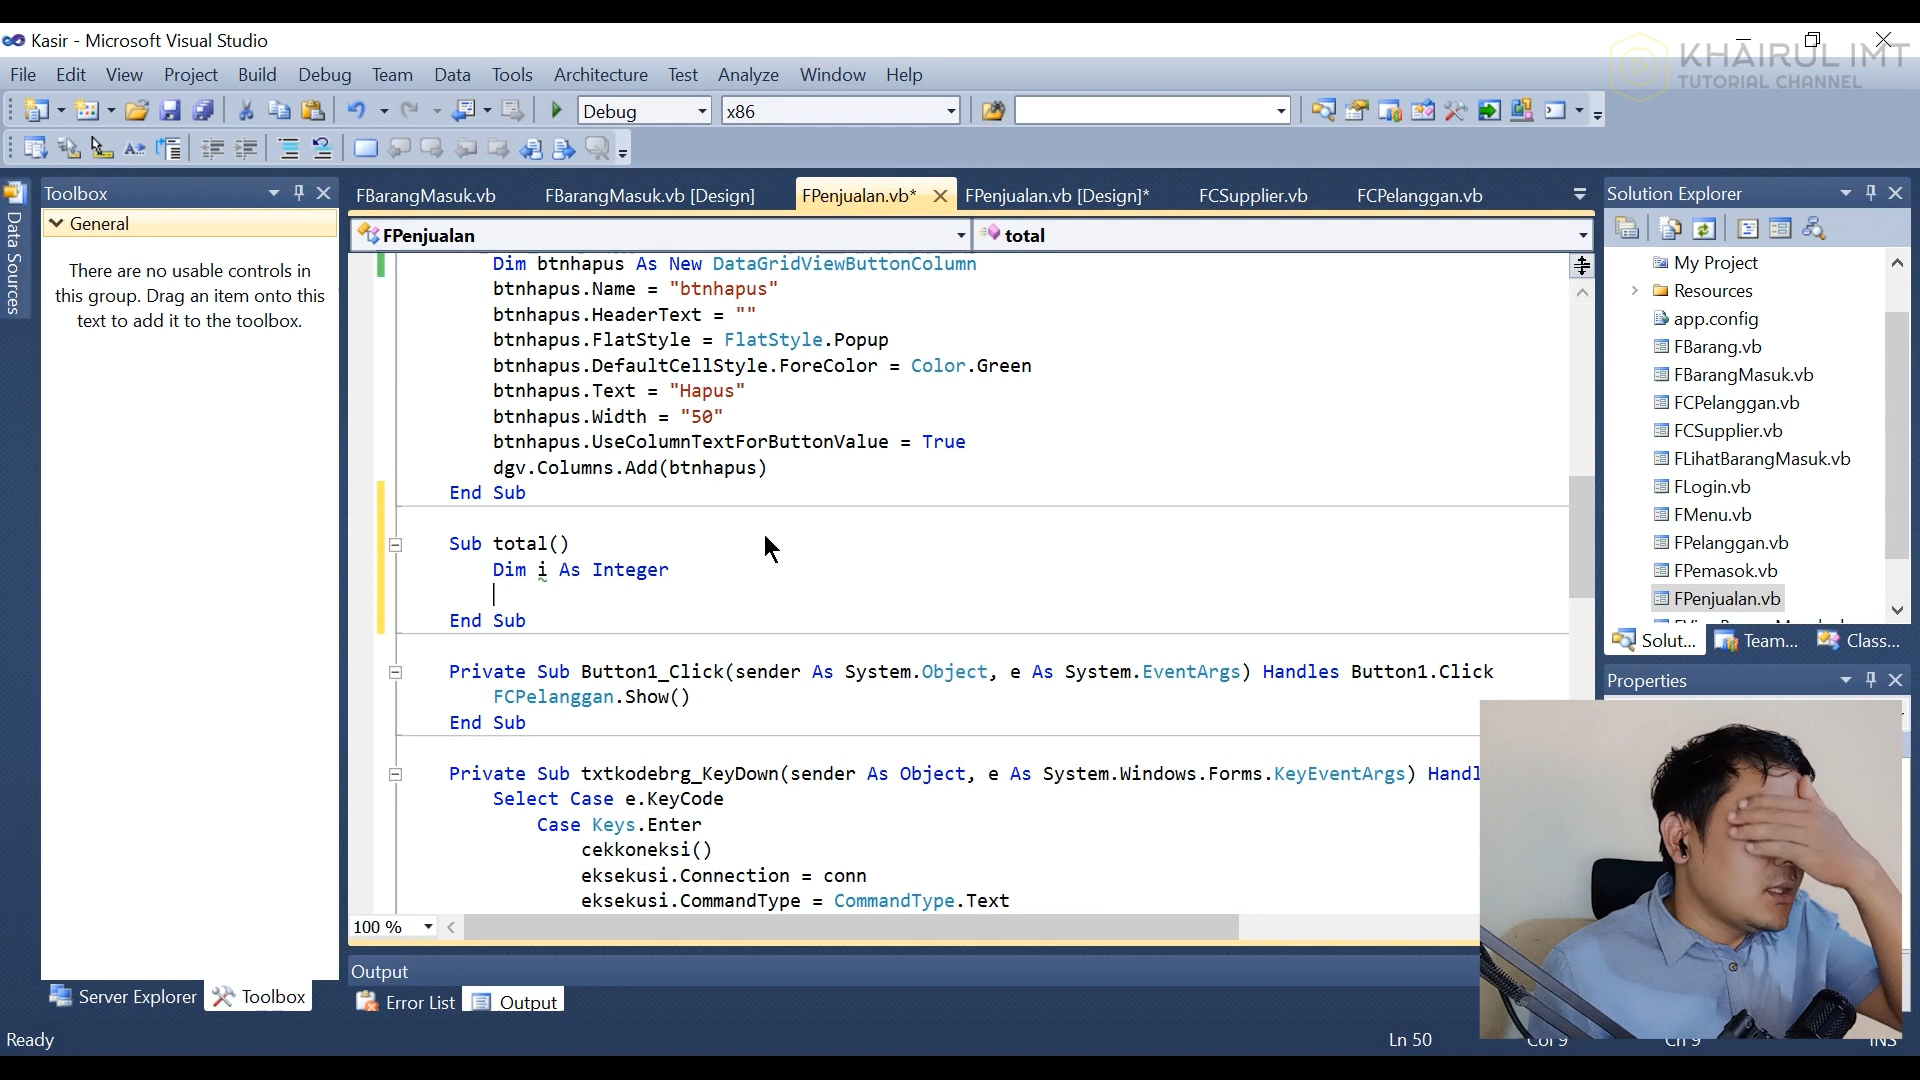 Kasir - Microsoft Visual Studio
KHAIRUL IMT
TUTORIAL CHANNEL
File Edit View Project Build Debug Team Data Tools Architecture Test Analyze Window Help
Debug x86
Data Sources
Toolbox
General
There are no usable controls in
this group. Drag an item onto this
text to add it to the toolbox.
Server Explorer Toolbox
FBarangMasuk.vb FBarangMasuk.vb [Design] FPenjualan.vb* FPenjualan.vb [Design]* FCSupplier.vb FCPelanggan.vb
FPenjualan total
Dim btnhapus As New DataGridViewButtonColumn
btnhapus.Name = "btnhapus"
btnhapus.HeaderText = ""
btnhapus.FlatStyle = FlatStyle.Popup
btnhapus.DefaultCellStyle.ForeColor = Color.Green
btnhapus.Text = "Hapus"
btnhapus.Width = "50"
btnhapus.UseColumnTextForButtonValue = True
dgv.Columns.Add(btnhapus)
End Sub
Sub total()
Dim i As Integer
End Sub
Private Sub Button1_Click(sender As System.Object, e As System.EventArgs) Handles Button1.Click
FCPelanggan.Show()
End Sub
Private Sub txtkodebrg_KeyDown(sender As Object, e As System.Windows.Forms.KeyEventArgs) Handl
Select Case e.KeyCode
Case Keys.Enter
cekkoneksi()
eksekusi.Connection = conn
eksekusi.CommandType = CommandType.Text
100 %
Output
Error List Output
Solution Explorer
My Project
Resources
app.config
FBarang.vb
FBarangMasuk.vb
FCPelanggan.vb
FCSupplier.vb
FLihatBarangMasuk.vb
FLogin.vb
FMenu.vb
FPelanggan.vb
FPemasok.vb
FPenjualan.vb
Solut... Team... Class...
Properties
Ready Ln 50 Col 9 Ch 9 INS